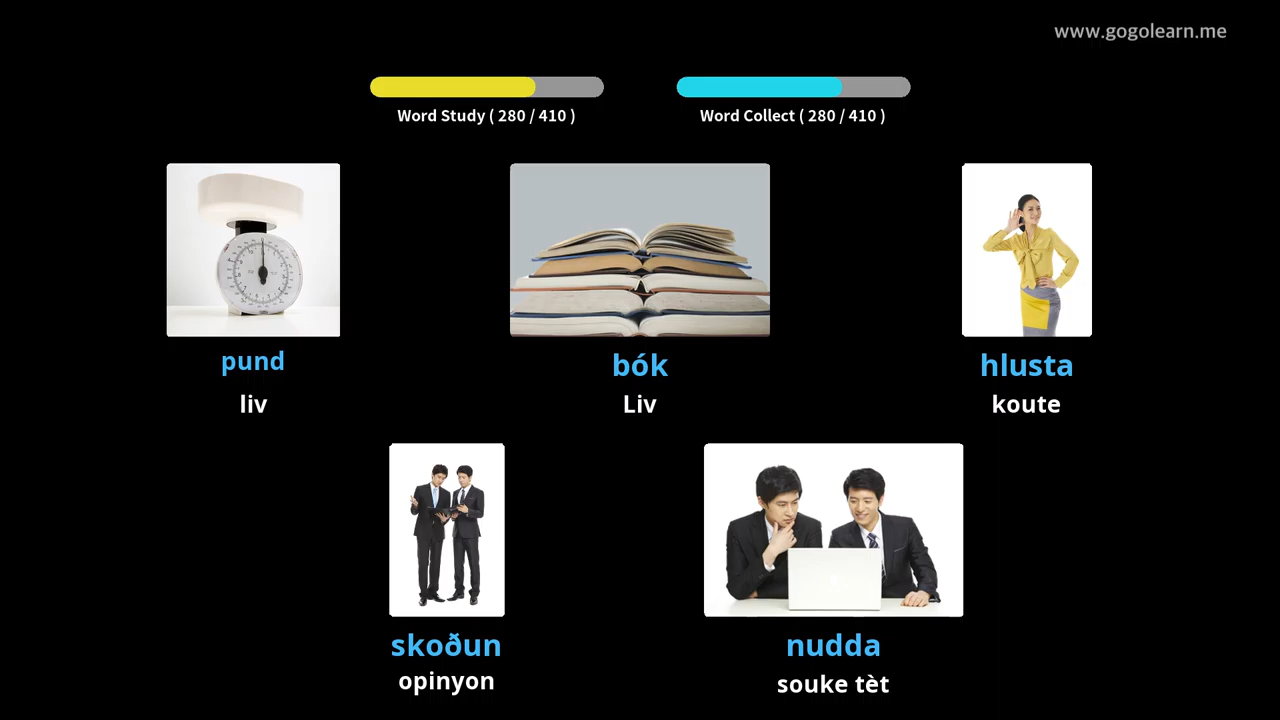 www.gogolearn.me
Word Study ( 280 / 410 )
Word Collect ( 280 / 410 )
pund
liv
bók
Liv
hlusta
koute
skoðun
opinyon
nudda
souke tèt